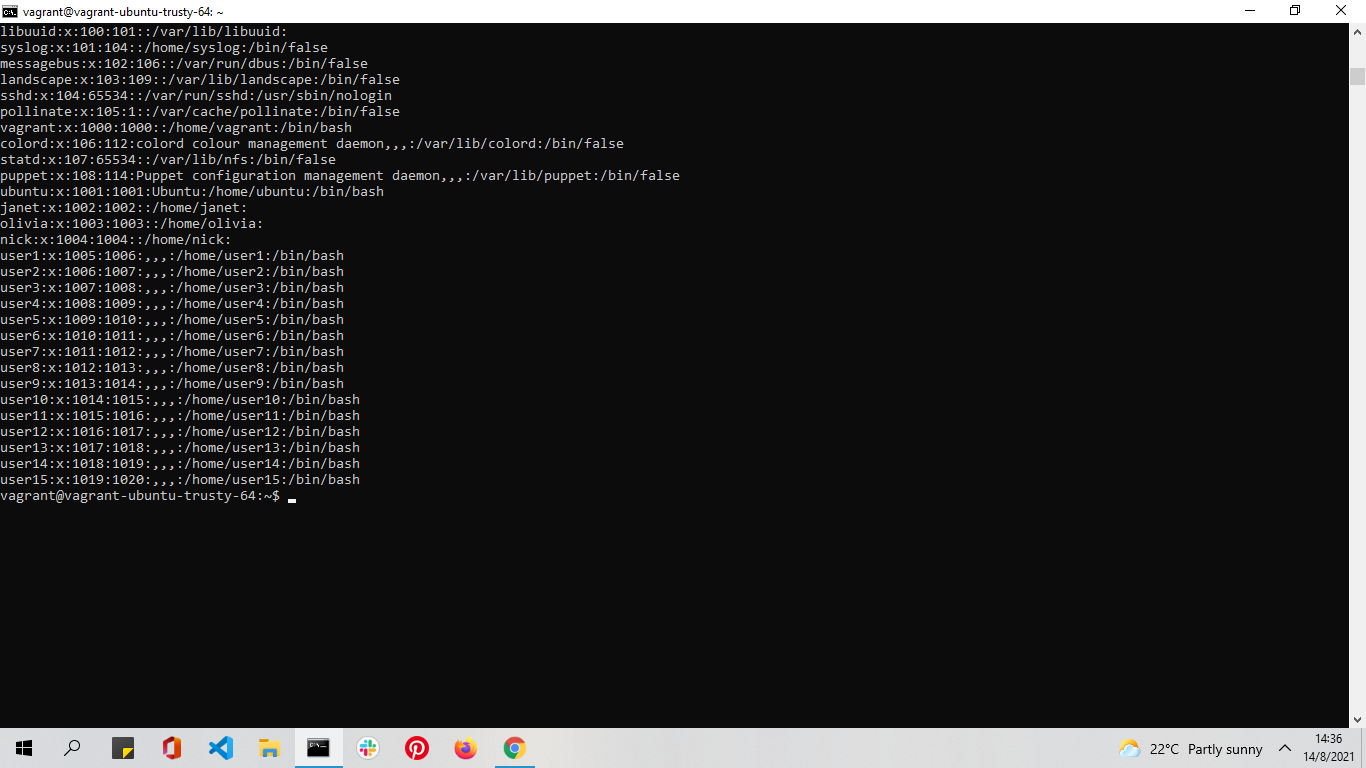 vagrant@vagrant-ubuntu-trusty-64: ~
libuuid:x:100:101::/var/lib/libuuid:
syslog:x:101:104::/home/syslog:/bin/false
messagebus:x:102:106::/var/run/dbus:/bin/false
landscape:x:103:109::/var/lib/landscape:/bin/false
sshd:x:104:65534::/var/run/sshd:/usr/sbin/nologin
pollinate:x:105:1::/var/cache/pollinate:/bin/false
vagrant:x:1000:1000::/home/vagrant:/bin/bash
colord:x:106:112:colord colour management daemon,,,:/var/lib/colord:/bin/false
statd:x:107:65534::/var/lib/nfs:/bin/false
puppet:x:108:114:Puppet configuration management daemon,,,:/var/lib/puppet:/bin/false
ubuntu:x:1001:1001:Ubuntu:/home/ubuntu:/bin/bash
janet:x:1002:1002::/home/janet:
olivia:x:1003:1003::/home/olivia:
nick:x:1004:1004::/home/nick:
user1:x:1005:1006:,,,:/home/user1:/bin/bash
user2:x:1006:1007:,,,:/home/user2:/bin/bash
user3:x:1007:1008:,,,:/home/user3:/bin/bash
user4:x:1008:1009:,,,:/home/user4:/bin/bash
user5:x:1009:1010:,,,:/home/user5:/bin/bash
user6:x:1010:1011:,,,:/home/user6:/bin/bash
user7:x:1011:1012:,,,:/home/user7:/bin/bash
user8:x:1012:1013:,,,:/home/user8:/bin/bash
user9:x:1013:1014:,,,:/home/user9:/bin/bash
user10:x:1014:1015:,,,:/home/user10:/bin/bash
user11:x:1015:1016:,,,:/home/user11:/bin/bash
user12:x:1016:1017:,,,:/home/user12:/bin/bash
user13:x:1017:1018:,,,:/home/user13:/bin/bash
user14:x:1018:1019:,,,:/home/user14:/bin/bash
user15:x:1019:1020:,,,:/home/user15:/bin/bash
vagrant@vagrant-ubuntu-trusty-64:~$
22°C Partly sunny
14:36
14/8/2021